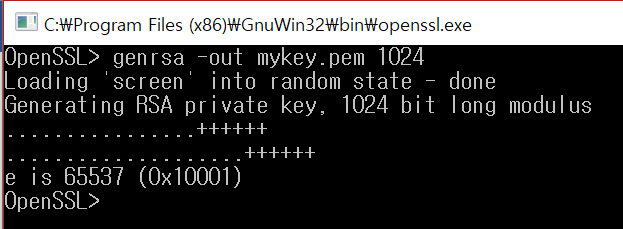 C:₩Program Files (x86)₩GnuWin32₩bin₩openssl.exe
OpenSSL> genrsa -out mykey.pem 1024
Loading 'screen' into random state - done
Generating RSA private key, 1024 bit long modulus
................++++++
....................++++++
e is 65537 (0x10001)
OpenSSL>